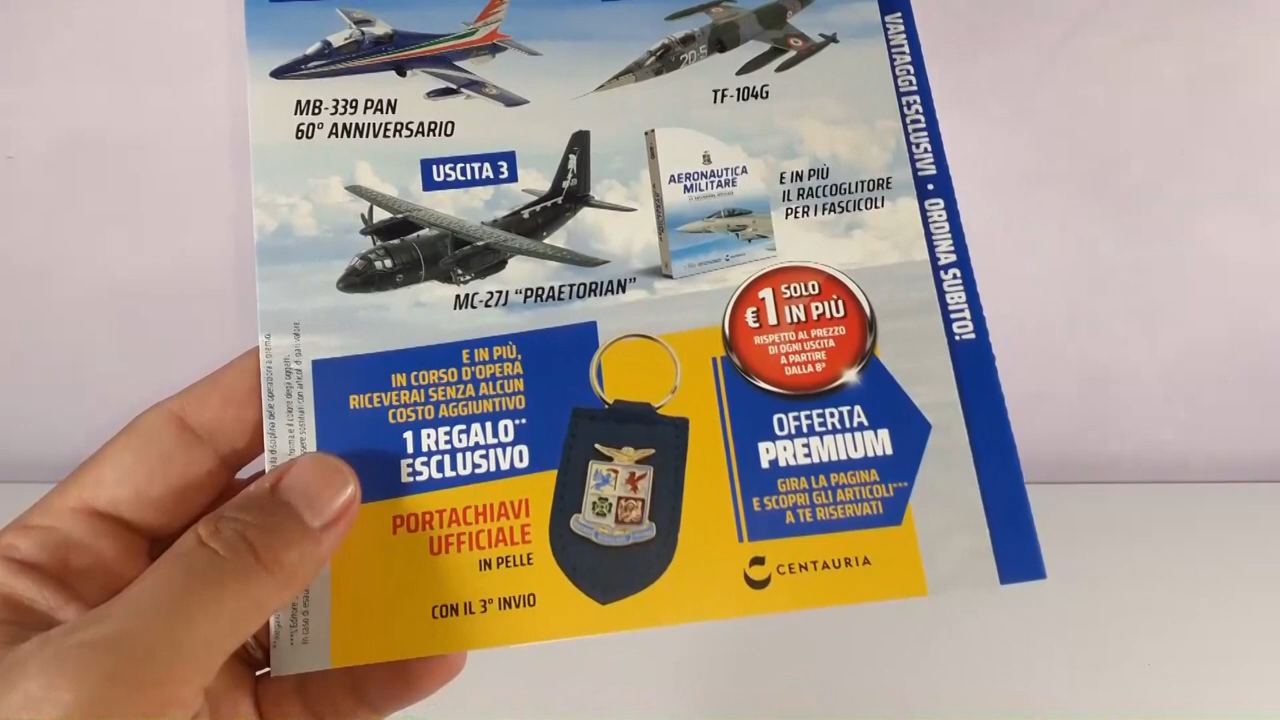 MB-339 PAN
60° ANNIVERSARIO
20-5
TF-104G
USCITA 3
MC-27J “PRAETORIAN”
AERONAUTICA
MILITARE
CENTAURIA
E IN PIÙ
IL RACCOGLITORE
PER I FASCICOLI
VANTAGGI ESCLUSIVI • ORDINA SUBITO!
SOLO
€1 IN PIÙ
RISPETTO AL PREZZO
DI OGNI USCITA
A PARTIRE
DALLA 8ª
E IN PIÙ,
IN CORSO D'OPERA
RICEVERAI SENZA ALCUN
COSTO AGGIUNTIVO
1 REGALO**
ESCLUSIVO
PORTACHIAVI
UFFICIALE
IN PELLE
CON IL 3° INVIO
OFFERTA
PREMIUM
GIRA LA PAGINA
E SCOPRI GLI ARTICOLI***
A TE RISERVATI
CENTAURIA